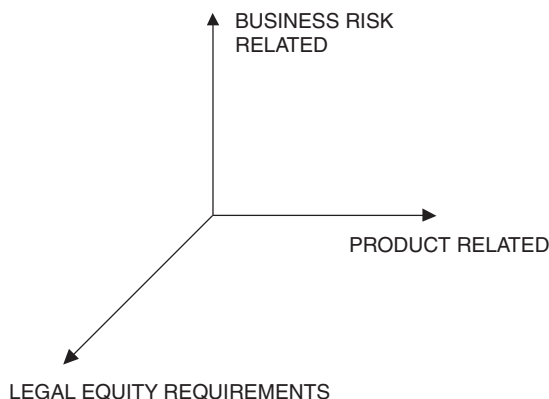 BUSINESS RISK
RELATED
PRODUCT RELATED
LEGAL EQUITY REQUIREMENTS